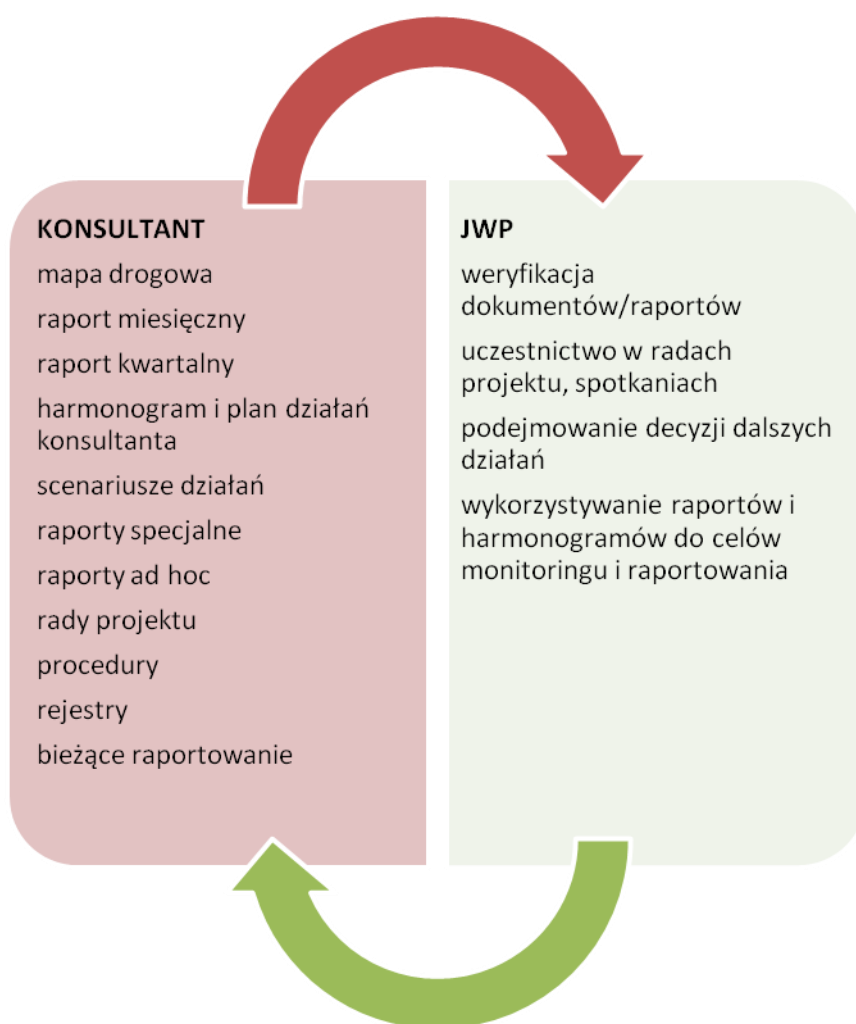 KONSULTANT
mapa drogowa
raport miesięczny
raport kwartalny
harmonogram i plan działań
konsultanta
scenariusze działań
raporty specjalne
raporty ad hoc
rady projektu
procedury
rejestry
bieżące raportowanie
JWP
weryfikacja
dokumentów/raportów
uczestnictwo w radach
projektu, spotkaniach
podejmowanie decyzji dalszych
działań
wykorzystywanie raportów i
harmonogramów do celów
monitoringu i raportowania